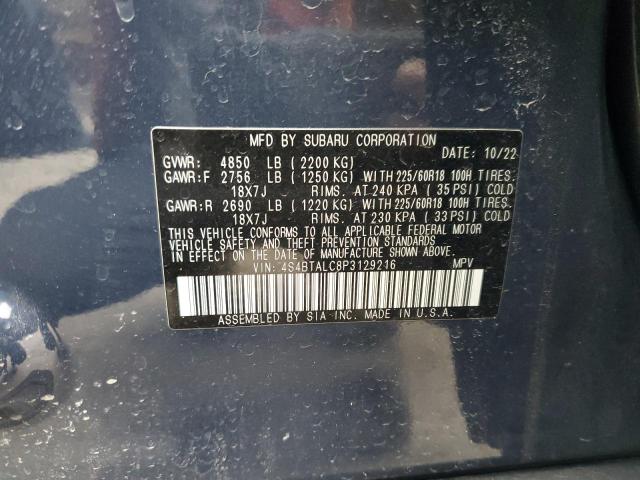 MFD BY SUBARU CORPORATION
GVWR: 4850 LB ( 2200 KG) DATE: 10/22
GAWR:F 2756 LB ( 1250 KG) WITH 225/60R18 100H TIRES
18X7J RIMS. AT 240 KPA ( 35 PSI) COLD
GAWR:R 2690 LB ( 1220 KG) WITH 225/60R18 100H TIRES
18X7J RIMS. AT 230 KPA ( 33 PSI) COLD
THIS VEHICLE CONFORMS TO ALL APPLICABLE FEDERAL MOTOR
VEHICLE SAFETY AND THEFT PREVENTION STANDARDS
IN EFFECT ON THE DATE OF MANUFACTURE SHOWN ABOVE.
VIN: 4S4BTALC8P3129216 MPV
ASSEMBLED BY SIA INC. MADE IN U.S.A.